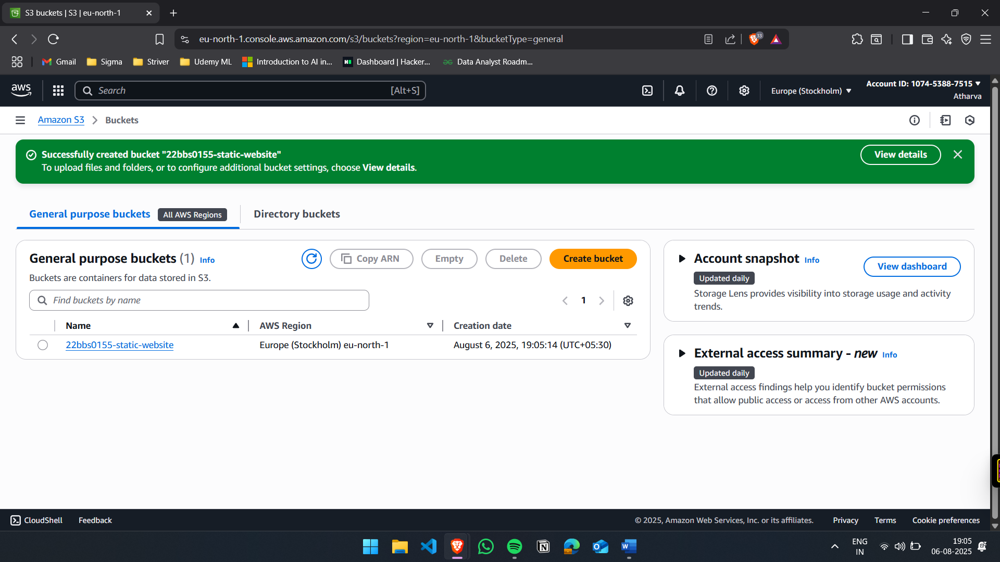 S3 buckets | S3 | eu-north-1
eu-north-1.console.aws.amazon.com/s3/buckets?region=eu-north-1&bucketType=general
33
Gmail
Sigma
Striver
Udemy ML
Introduction to AI in...
Dashboard | Hacker...
Data Analyst Roadm...
aws
Search
[Alt+S]
Europe (Stockholm)
Account ID: 1074-5388-7515
Atharva
Amazon S3
Buckets
Successfully created bucket "22bbs0155-static-website"
To upload files and folders, or to configure additional bucket settings, choose View details.
View details
General purpose buckets
All AWS Regions
Directory buckets
General purpose buckets (1) Info
Copy ARN
Empty
Delete
Create bucket
Buckets are containers for data stored in S3.
Find buckets by name
1
Name
AWS Region
Creation date
22bbs0155-static-website
Europe (Stockholm) eu-north-1
August 6, 2025, 19:05:14 (UTC+05:30)
Account snapshot Info
View dashboard
Updated daily
Storage Lens provides visibility into storage usage and activity
trends.
External access summary - new Info
Updated daily
External access findings help you identify bucket permissions
that allow public access or access from other AWS accounts.
CloudShell
Feedback
© 2025, Amazon Web Services, Inc. or its affiliates.
Privacy
Terms
Cookie preferences
ENG
IN
19:05
06-08-2025